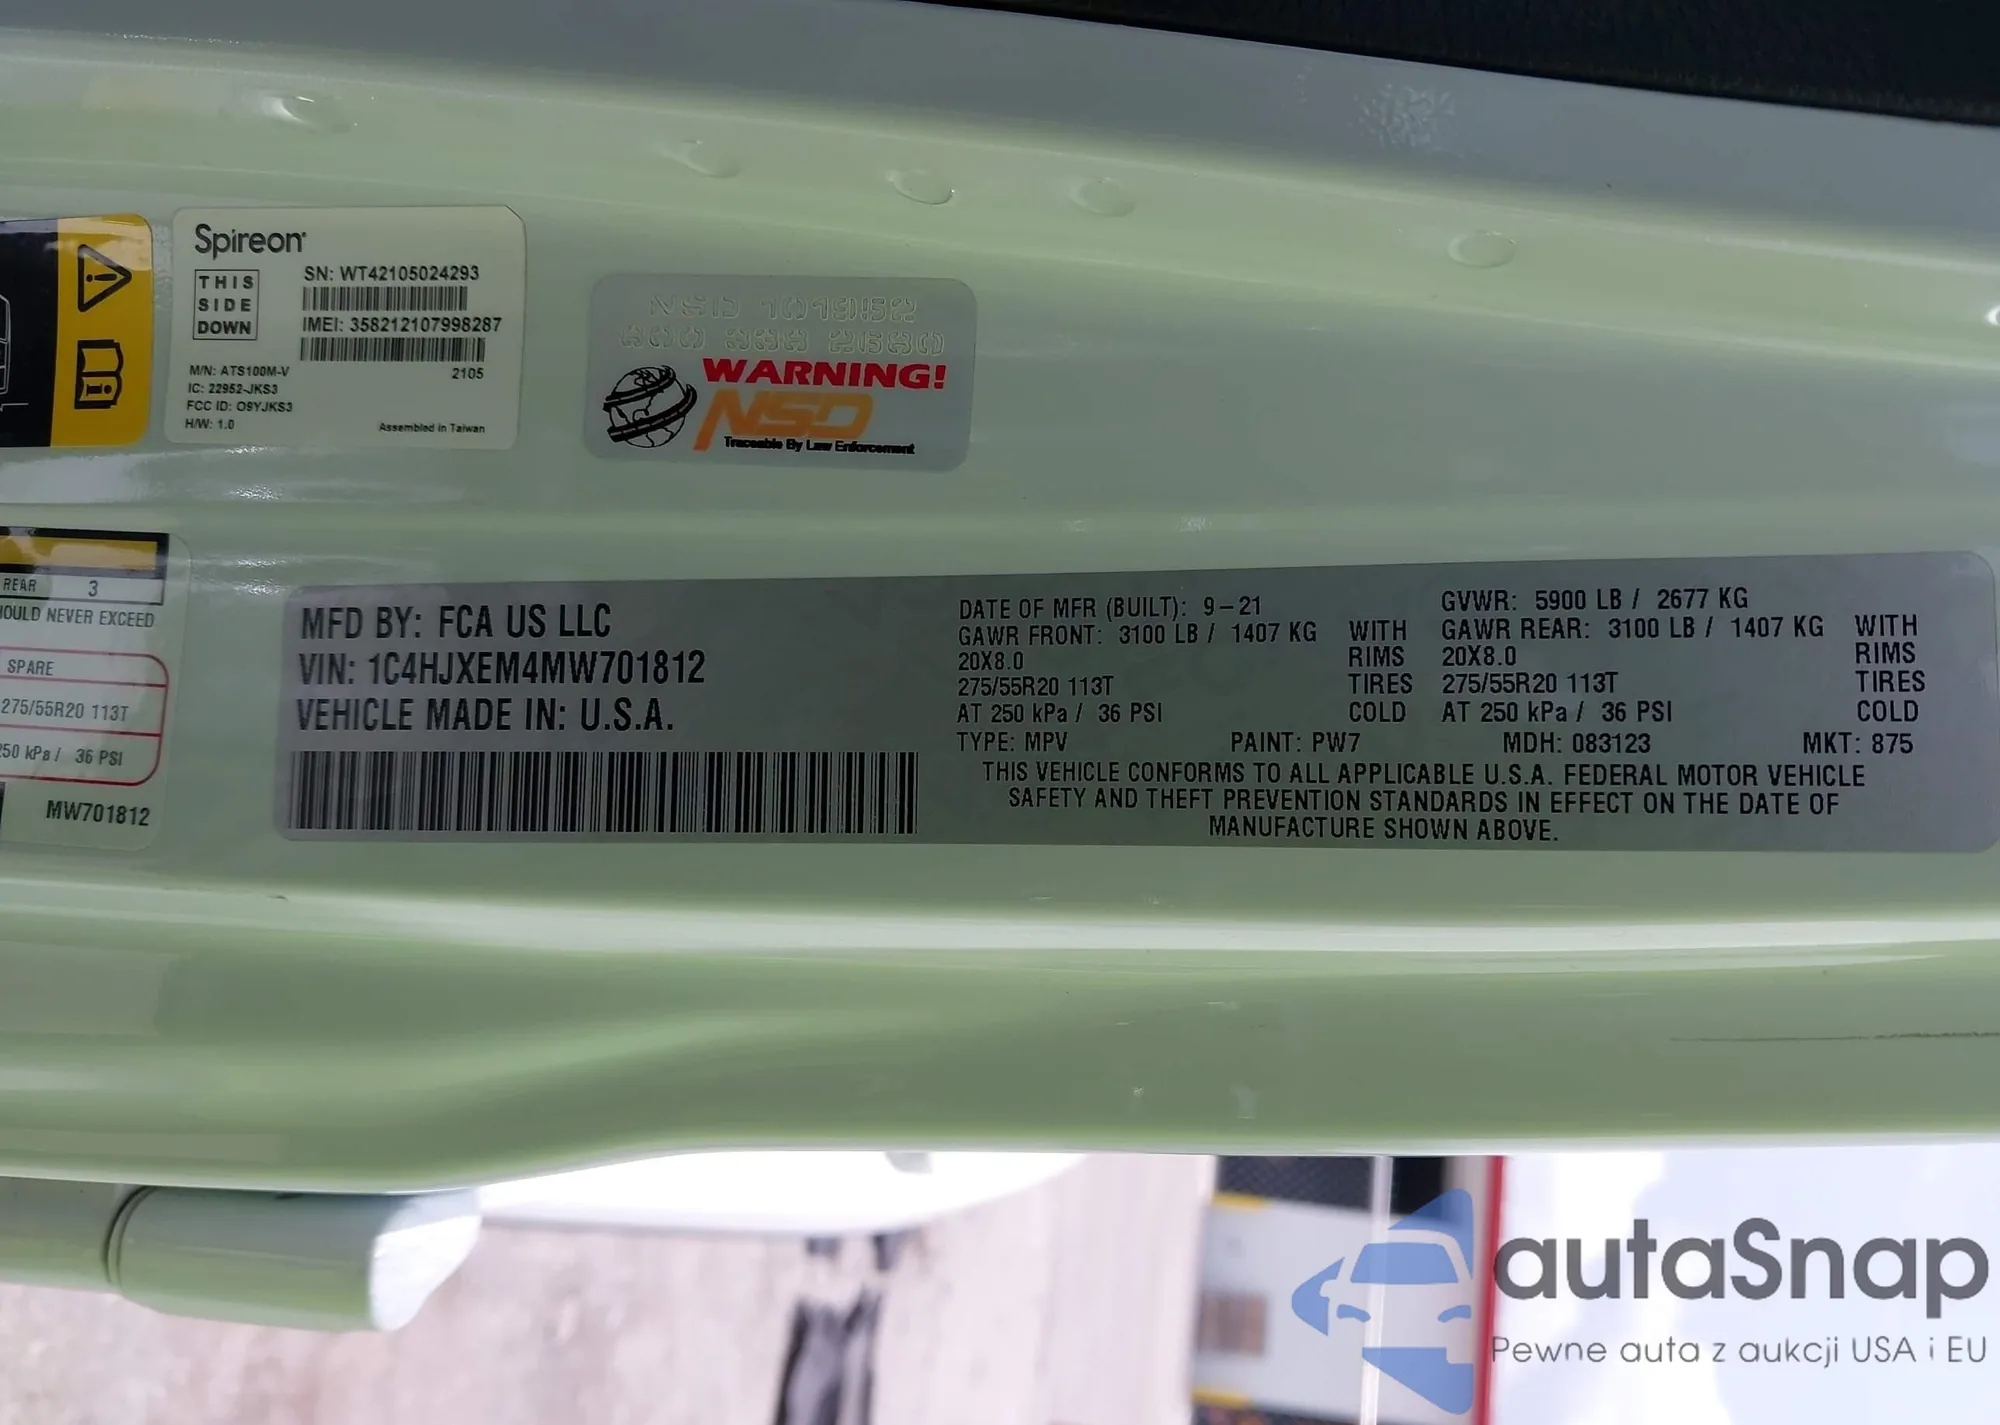 Spireon
THIS
SIDE
DOWN
SN: WT42105024293
IMEI: 358212107998287
2105
M/N: ATS100M-V
IC: 22952-JKS3
FCC ID: O9YJKS3
H/W: 1.0
Assembled in Taiwan
NSD 1019152
WARNING!
NSD
Traceable By Law Enforcement
REAR 3
OULD NEVER EXCEED
SPARE
275/55R20 113T
250 kPa / 36 PSI
MW701812
MFD BY: FCA US LLC
VIN: 1C4HJXEM4MW701812
VEHICLE MADE IN: U.S.A.
DATE OF MFR (BUILT): 9-21 GVWR: 5900 LB / 2677 KG
GAWR FRONT: 3100 LB / 1407 KG WITH GAWR REAR: 3100 LB / 1407 KG WITH
20X8.0 RIMS 20X8.0 RIMS
275/55R20 113T TIRES 275/55R20 113T TIRES
AT 250 kPa / 36 PSI COLD AT 250 kPa / 36 PSI COLD
TYPE: MPV PAINT: PW7 MDH: 083123 MKT: 875
THIS VEHICLE CONFORMS TO ALL APPLICABLE U.S.A. FEDERAL MOTOR VEHICLE
SAFETY AND THEFT PREVENTION STANDARDS IN EFFECT ON THE DATE OF
MANUFACTURE SHOWN ABOVE.
autaSnap
Pewne auta z aukcji USA i EU